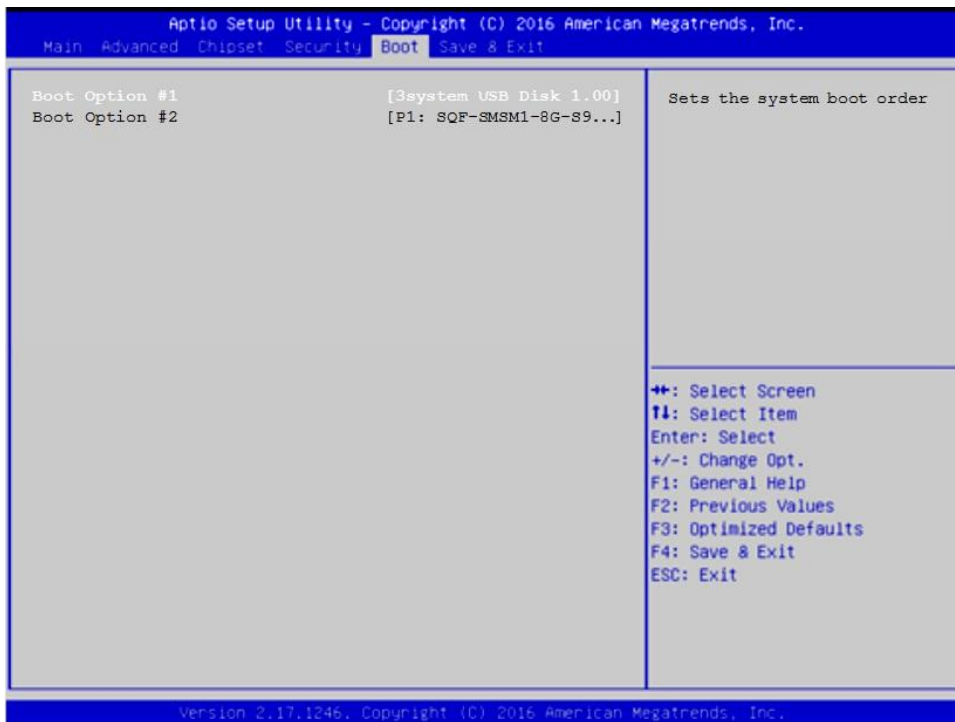 Aptio Setup Utility – Copyright (C) 2016 American Megatrends, Inc.
Main Advanced Chipset Security Boot Save & Exit
Boot Option #1 [3system USB Disk 1.00]
Boot Option #2 [P1: SQF-SMSM1-8G-S9...]
Sets the system boot order
→←: Select Screen
↑↓: Select Item
Enter: Select
+/-: Change Opt.
F1: General Help
F2: Previous Values
F3: Optimized Defaults
F4: Save & Exit
ESC: Exit
Version 2.17.1246. Copyright (C) 2016 American Megatrends, Inc.